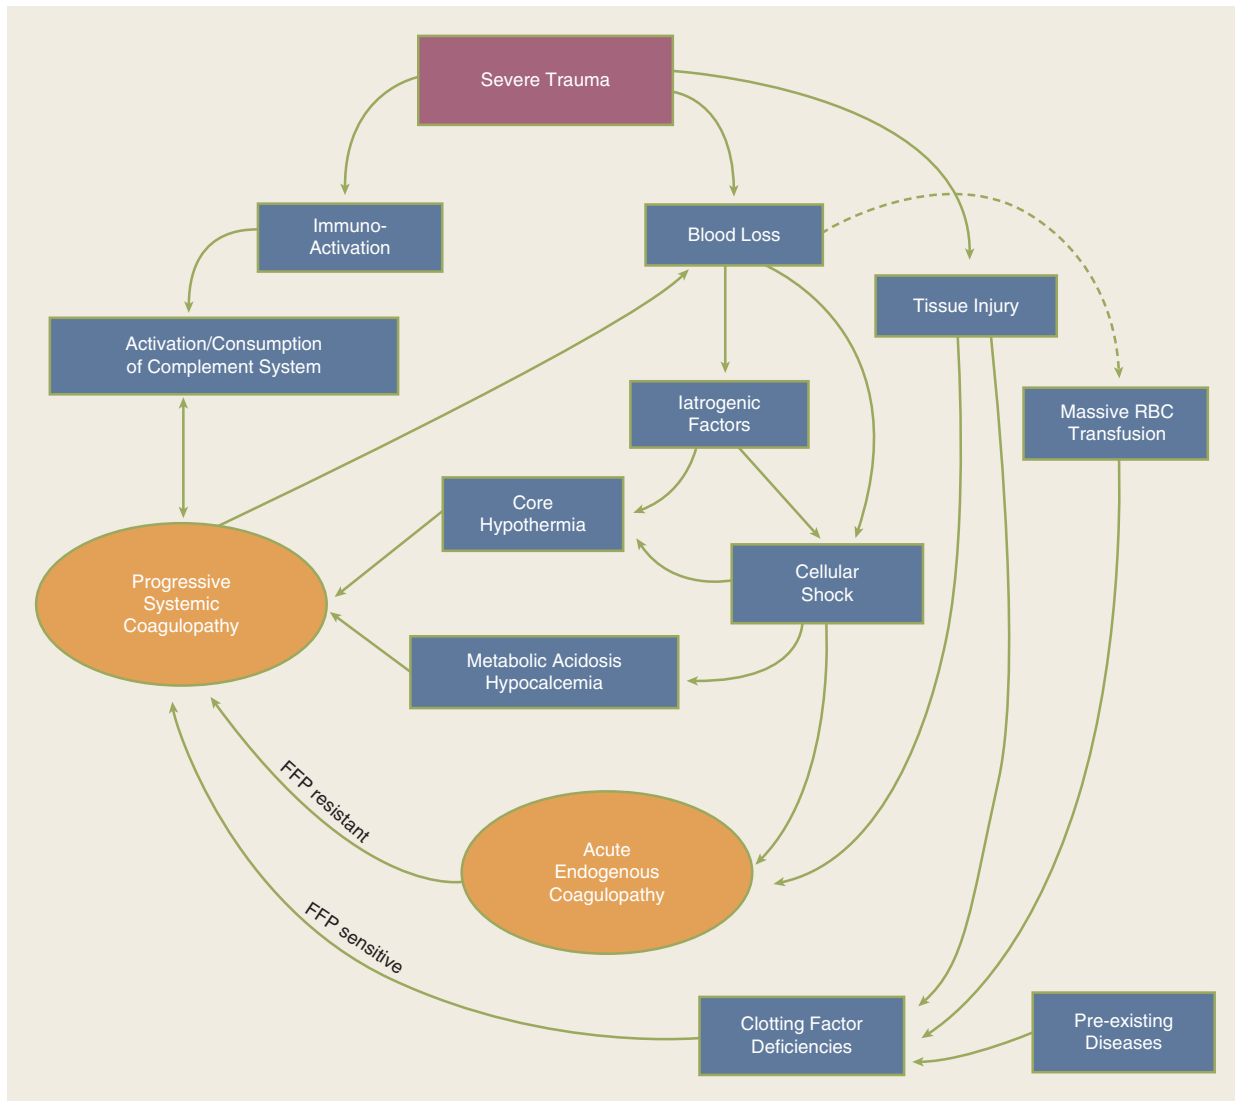 Severe Trauma
Immuno-
Activation
Blood Loss
Tissue Injury
Activation/Consumption
of Complement System
Iatrogenic
Factors
Massive RBC
Transfusion
Core
Hypothermia
Cellular
Shock
Progressive
Systemic
Coagulopathy
Metabolic Acidosis
Hypocalcemia
FFP resistant
Acute
Endogenous
Coagulopathy
FFP sensitive
Clotting Factor
Deficiencies
Pre-existing
Diseases